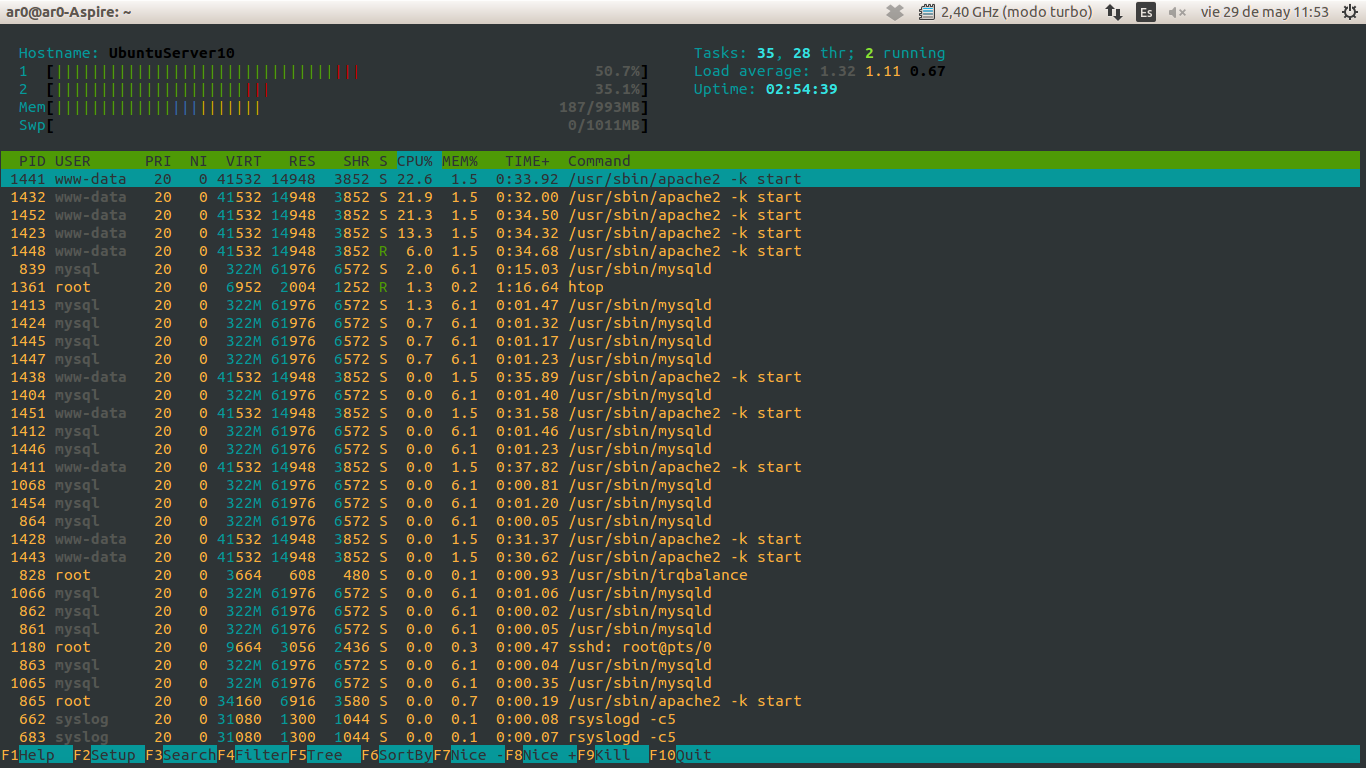 ar0@ar0-Aspire: ~ 2,40 GHz (modo turbo) Es vie 29 de may 11:53
Hostname: UbuntuServer10 Tasks: 35, 28 thr; 2 running
1 [||||||||||||||||||||||||||||||||||| 50.7%] Load average: 1.32 1.11 0.67
2 [||||||||||||||||||||||||| 35.1%] Uptime: 02:54:39
Mem[||||||||||||||||||||||| 187/993MB]
Swp[ 0/1011MB]
PID USER PRI NI VIRT RES SHR S CPU% MEM% TIME+ Command
1441 www-data 20 0 41532 14948 3852 S 22.6 1.5 0:33.92 /usr/sbin/apache2 -k start
1432 www-data 20 0 41532 14948 3852 S 21.9 1.5 0:32.00 /usr/sbin/apache2 -k start
1452 www-data 20 0 41532 14948 3852 S 21.3 1.5 0:34.50 /usr/sbin/apache2 -k start
1423 www-data 20 0 41532 14948 3852 S 13.3 1.5 0:34.32 /usr/sbin/apache2 -k start
1448 www-data 20 0 41532 14948 3852 R 6.0 1.5 0:34.68 /usr/sbin/apache2 -k start
839 mysql 20 0 322M 61976 6572 S 2.0 6.1 0:15.03 /usr/sbin/mysqld
1361 root 20 0 6952 2004 1252 R 1.3 0.2 1:16.64 htop
1413 mysql 20 0 322M 61976 6572 S 1.3 6.1 0:01.47 /usr/sbin/mysqld
1424 mysql 20 0 322M 61976 6572 S 0.7 6.1 0:01.32 /usr/sbin/mysqld
1445 mysql 20 0 322M 61976 6572 S 0.7 6.1 0:01.17 /usr/sbin/mysqld
1447 mysql 20 0 322M 61976 6572 S 0.7 6.1 0:01.23 /usr/sbin/mysqld
1438 www-data 20 0 41532 14948 3852 S 0.0 1.5 0:35.89 /usr/sbin/apache2 -k start
1404 mysql 20 0 322M 61976 6572 S 0.0 6.1 0:01.40 /usr/sbin/mysqld
1451 www-data 20 0 41532 14948 3852 S 0.0 1.5 0:31.58 /usr/sbin/apache2 -k start
1412 mysql 20 0 322M 61976 6572 S 0.0 6.1 0:01.46 /usr/sbin/mysqld
1446 mysql 20 0 322M 61976 6572 S 0.0 6.1 0:01.23 /usr/sbin/mysqld
1411 www-data 20 0 41532 14948 3852 S 0.0 1.5 0:37.82 /usr/sbin/apache2 -k start
1068 mysql 20 0 322M 61976 6572 S 0.0 6.1 0:00.81 /usr/sbin/mysqld
1454 mysql 20 0 322M 61976 6572 S 0.0 6.1 0:01.20 /usr/sbin/mysqld
864 mysql 20 0 322M 61976 6572 S 0.0 6.1 0:00.05 /usr/sbin/mysqld
1428 www-data 20 0 41532 14948 3852 S 0.0 1.5 0:31.37 /usr/sbin/apache2 -k start
1443 www-data 20 0 41532 14948 3852 S 0.0 1.5 0:30.62 /usr/sbin/apache2 -k start
828 root 20 0 3664 608 480 S 0.0 0.1 0:00.93 /usr/sbin/irqbalance
1066 mysql 20 0 322M 61976 6572 S 0.0 6.1 0:01.06 /usr/sbin/mysqld
862 mysql 20 0 322M 61976 6572 S 0.0 6.1 0:00.02 /usr/sbin/mysqld
861 mysql 20 0 322M 61976 6572 S 0.0 6.1 0:00.05 /usr/sbin/mysqld
1180 root 20 0 9664 3056 2436 S 0.0 0.3 0:00.47 sshd: root@pts/0
863 mysql 20 0 322M 61976 6572 S 0.0 6.1 0:00.04 /usr/sbin/mysqld
1065 mysql 20 0 322M 61976 6572 S 0.0 6.1 0:00.35 /usr/sbin/mysqld
865 root 20 0 34160 6916 3580 S 0.0 0.7 0:00.19 /usr/sbin/apache2 -k start
662 syslog 20 0 31080 1300 1044 S 0.0 0.1 0:00.08 rsyslogd -c5
683 syslog 20 0 31080 1300 1044 S 0.0 0.1 0:00.07 rsyslogd -c5
F1Help F2Setup F3SearchF4FilterF5Tree F6SortByF7Nice -F8Nice +F9Kill F10Quit